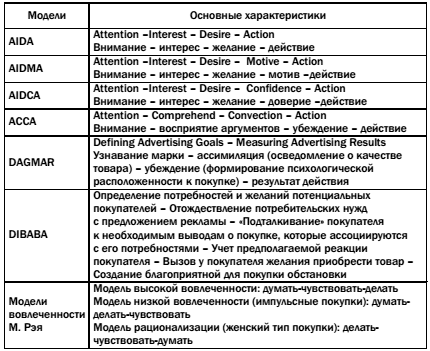 Модели Основные характеристики
AIDA Attention –Interest – Desire – Action
Внимание – интерес – желание – действие
AIDMA Attention –Interest – Desire – Motive – Action
Внимание – интерес – желание – мотив –действие
AIDCA Attention –Interest – Desire – Confidence – Action
Внимание – интерес – желание – доверие –действие
ACCA Attention – Comprehend – Convection – Action
Внимание – восприятие аргументов – убеждение – действие
DAGMAR Defining Advertising Goals – Measuring Advertising Results
Узнавание марки – ассимиляция (осведомление о качестве
товара) – убеждение (формирование психологической
расположенности к покупке) – результат действия
DIBABA Определение потребностей и желаний потенциальных
покупателей – Отождествление потребительских нужд
с предложением рекламы – «Подталкивание» покупателя
к необходимым выводам о покупке, которые ассоциируются
с его потребностями – Учет предполагаемой реакции
покупателя – Вызов у покупателя желания приобрести товар –
Создание благоприятной для покупки обстановки
Модели
вовлеченности
М. Рэя
Модель высокой вовлеченности: думать-чувствовать-делать
Модель низкой вовлеченности (импульсные покупки): думать-
делать-чувствовать
Модель рационализации (женский тип покупки): делать-
чувствовать-думать